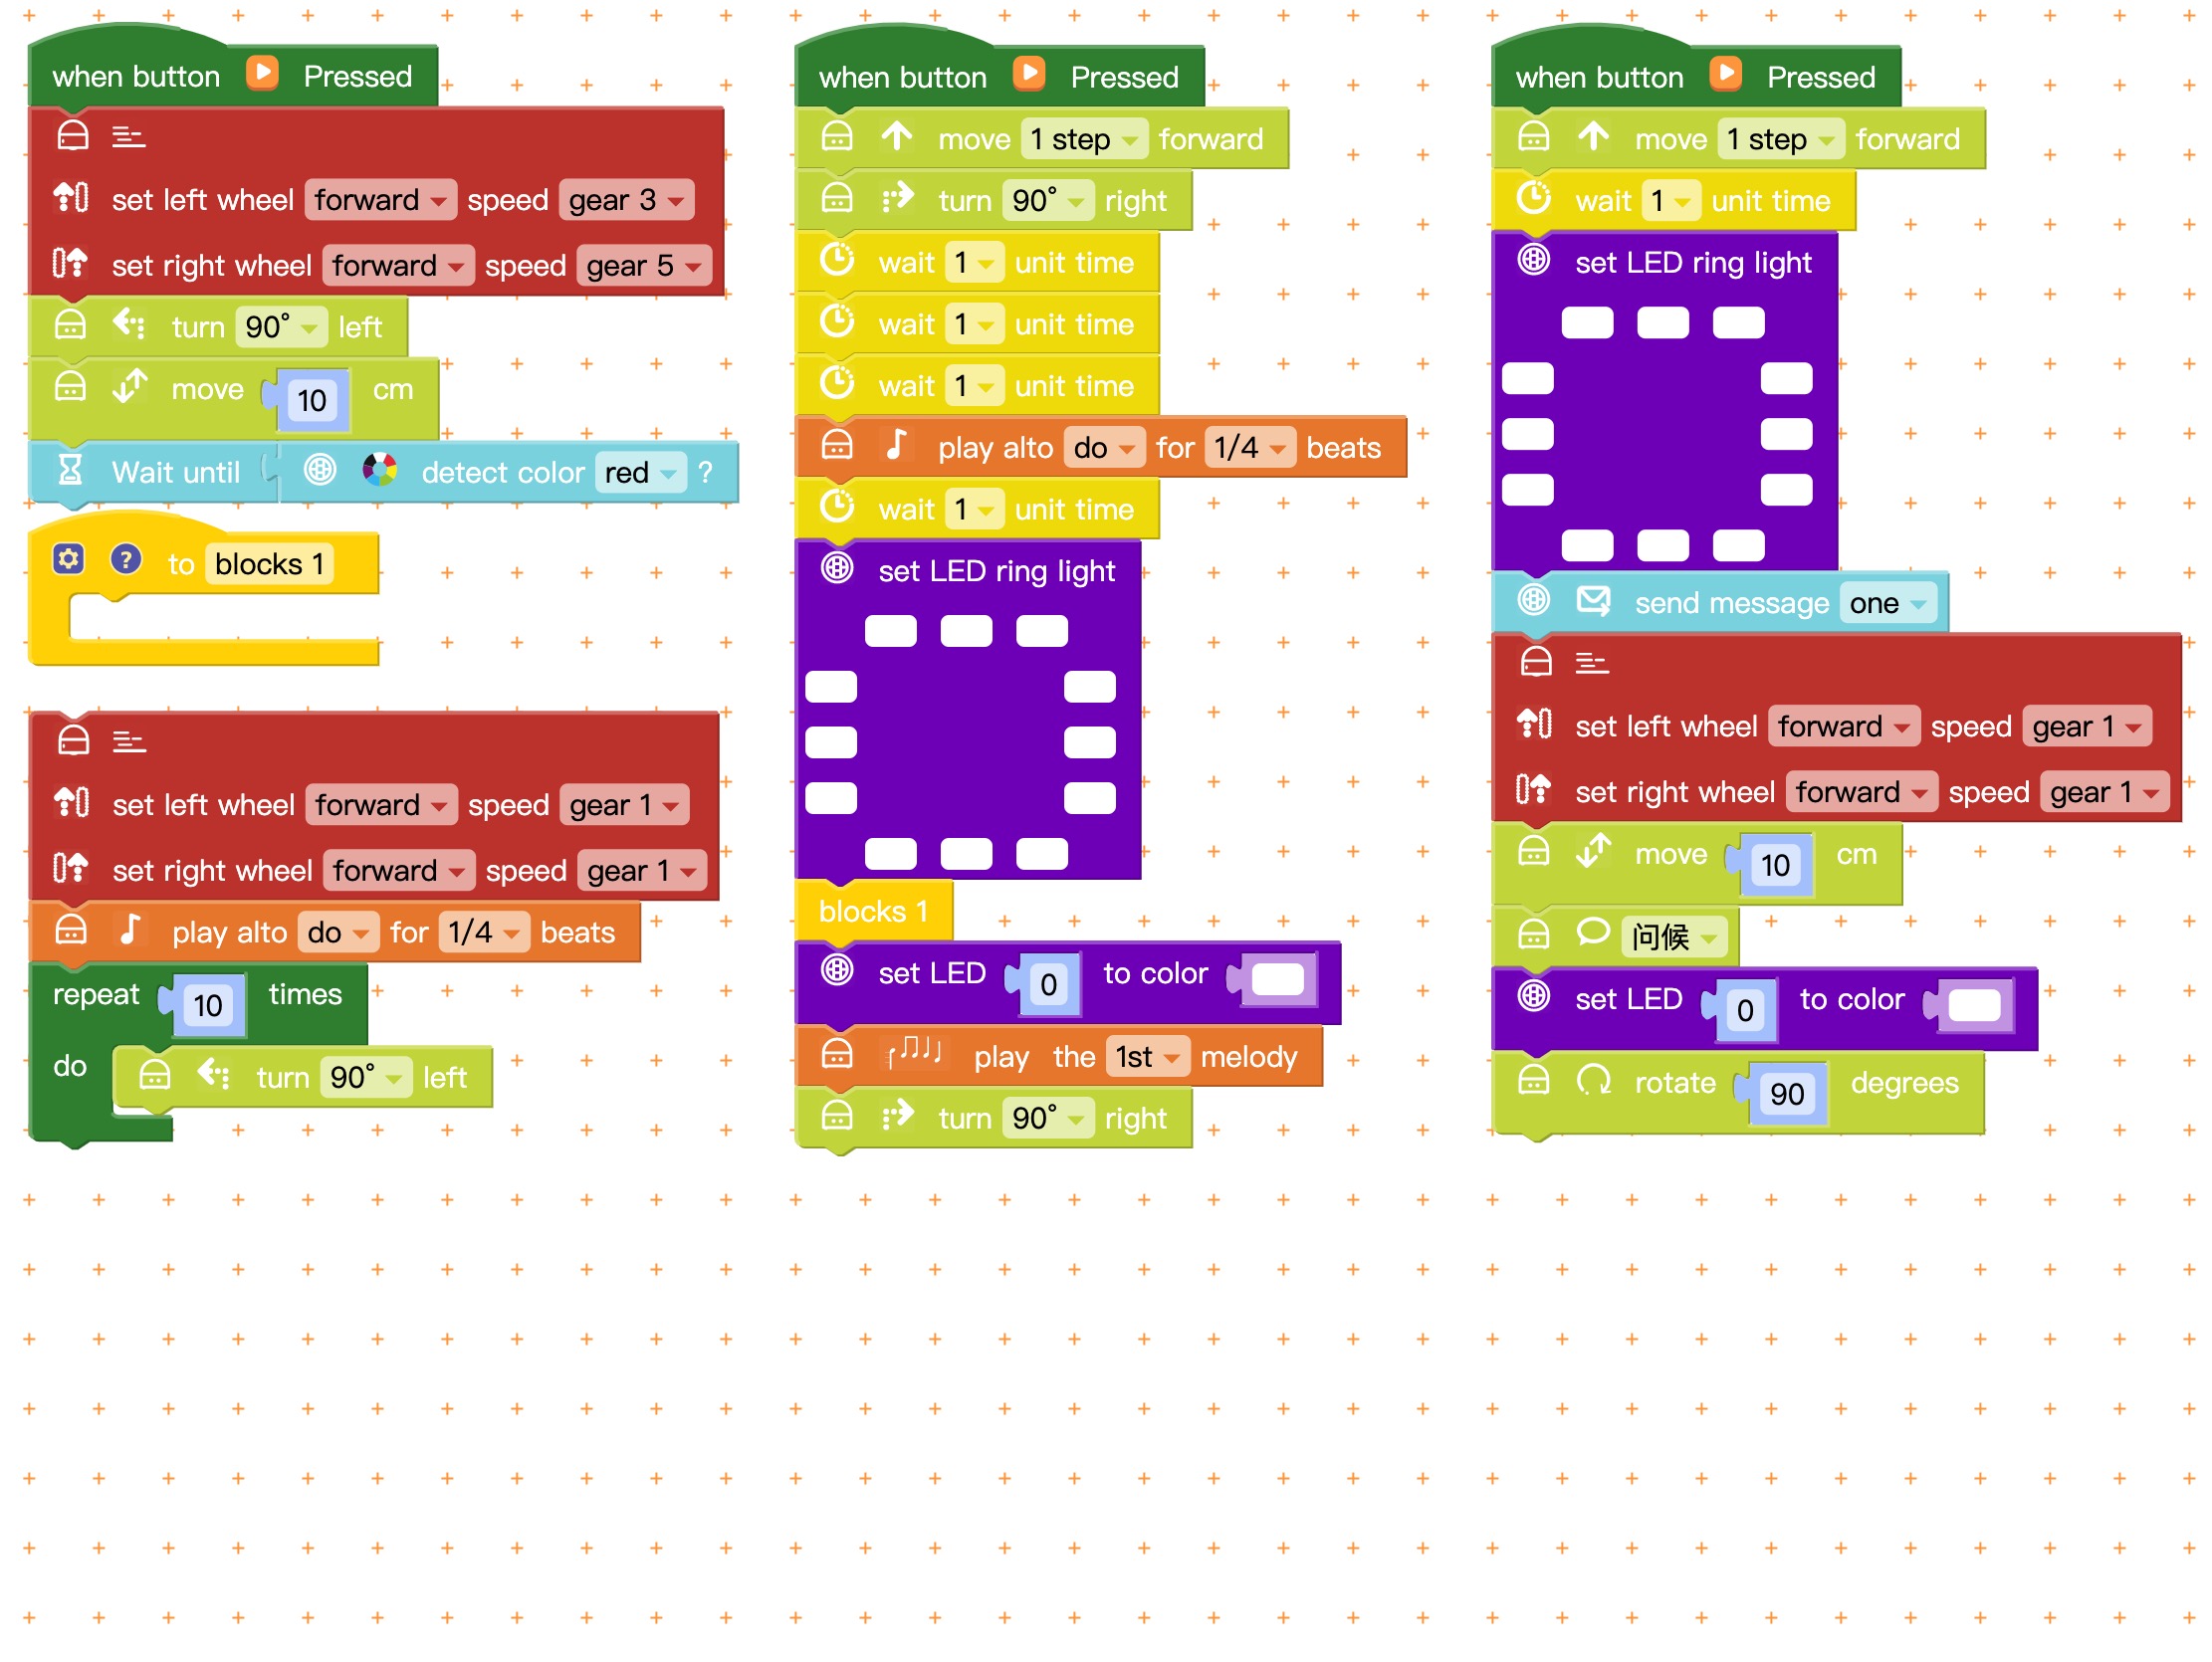 when button Pressed
set left wheel forward speed gear 3
set right wheel forward speed gear 5
turn 90° left
move 10 cm
Wait until detect color red ?
? to blocks 1
set left wheel forward speed gear 1
set right wheel forward speed gear 1
play alto do for 1/4 beats
repeat 10 times
do turn 90° left
when button Pressed
move 1 step forward
turn 90° right
wait 1 unit time
wait 1 unit time
wait 1 unit time
play alto do for 1/4 beats
wait 1 unit time
set LED ring light
blocks 1
set LED 0 to color
play the 1st melody
turn 90° right
when button Pressed
move 1 step forward
wait 1 unit time
set LED ring light
send message one
set left wheel forward speed gear 1
set right wheel forward speed gear 1
move 10 cm
问候
set LED 0 to color
rotate 90 degrees